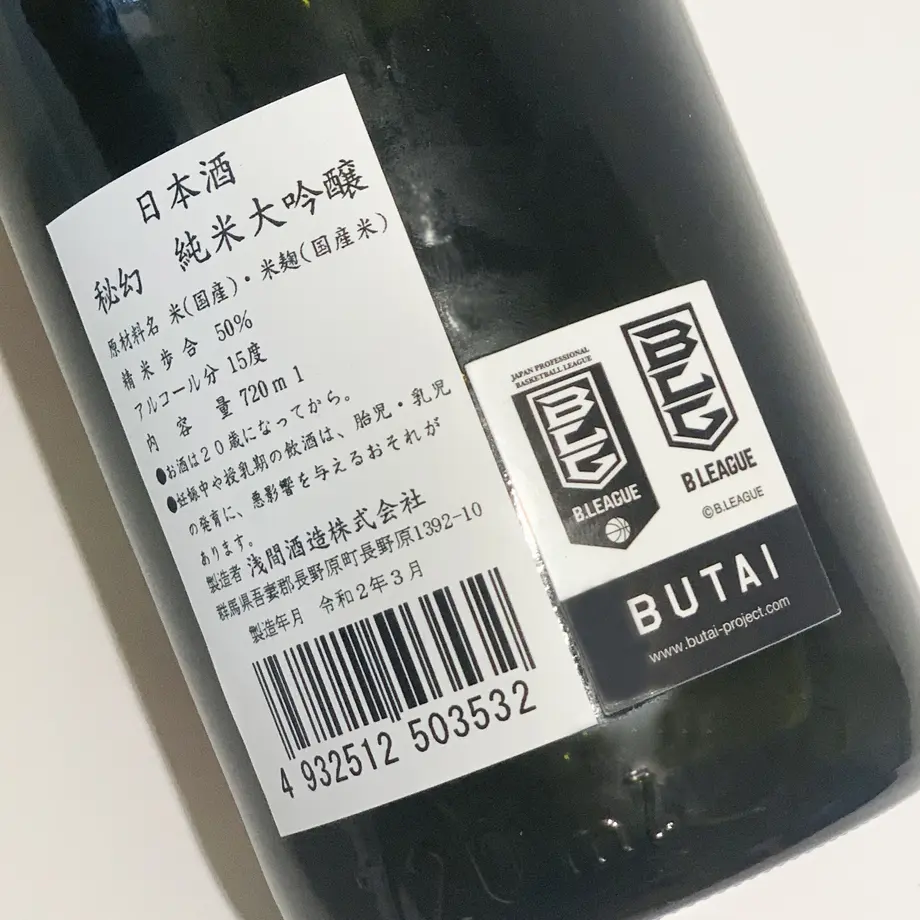 日本酒
秘幻 純米大吟醸
原材料名 米(国産)・米麹(国産米)
精米歩合 50%
アルコール分 15度
内容量 720ml
●お酒は20歳になってから。
●妊娠中や授乳期の飲酒は、胎児・乳児
の発育に、悪影響を与えるおそれが
あります。
製造者 浅間酒造株式会社
群馬県吾妻郡長野原町長野原1392-10
製造年月 令和2年3月
4 932512 503532
JAPAN PROFESSIONAL
BASKETBALL LEAGUE
BLG
B.LEAGUE
BLG
B.LEAGUE
©B.LEAGUE
BUTAI
www.butai-project.com
20 ml